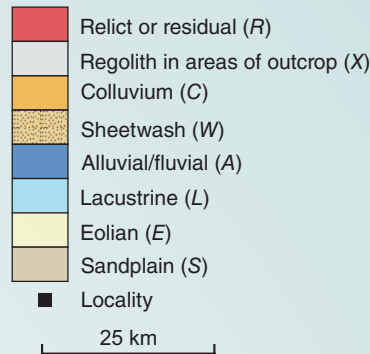 Relict or residual (R)
Regolith in areas of outcrop (X)
Colluvium (C)
Sheetwash (W)
Alluvial/fluvial (A)
Lacustrine (L)
Eolian (E)
Sandplain (S)
Locality
25 km